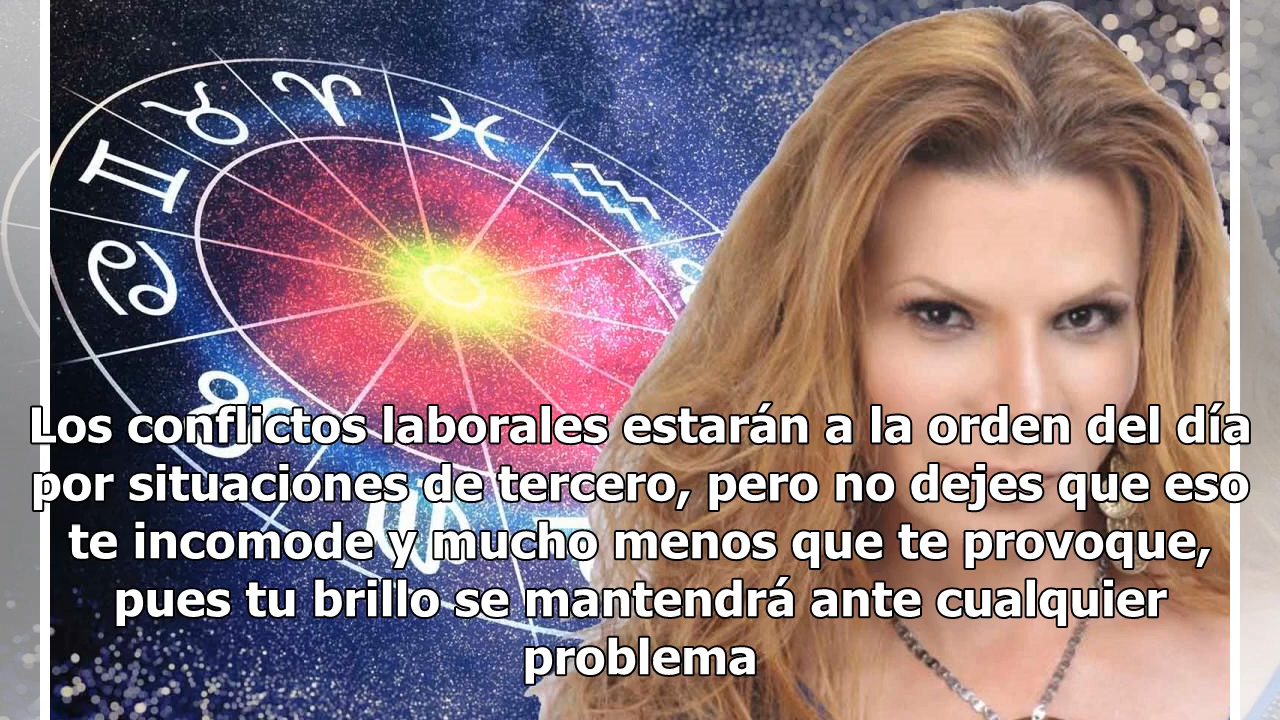 Los conflictos laborales estarán a la orden del día
por situaciones de tercero, pero no dejes que eso
te incomode y mucho menos que te provoque,
pues tu brillo se mantendrá ante cualquier
problema